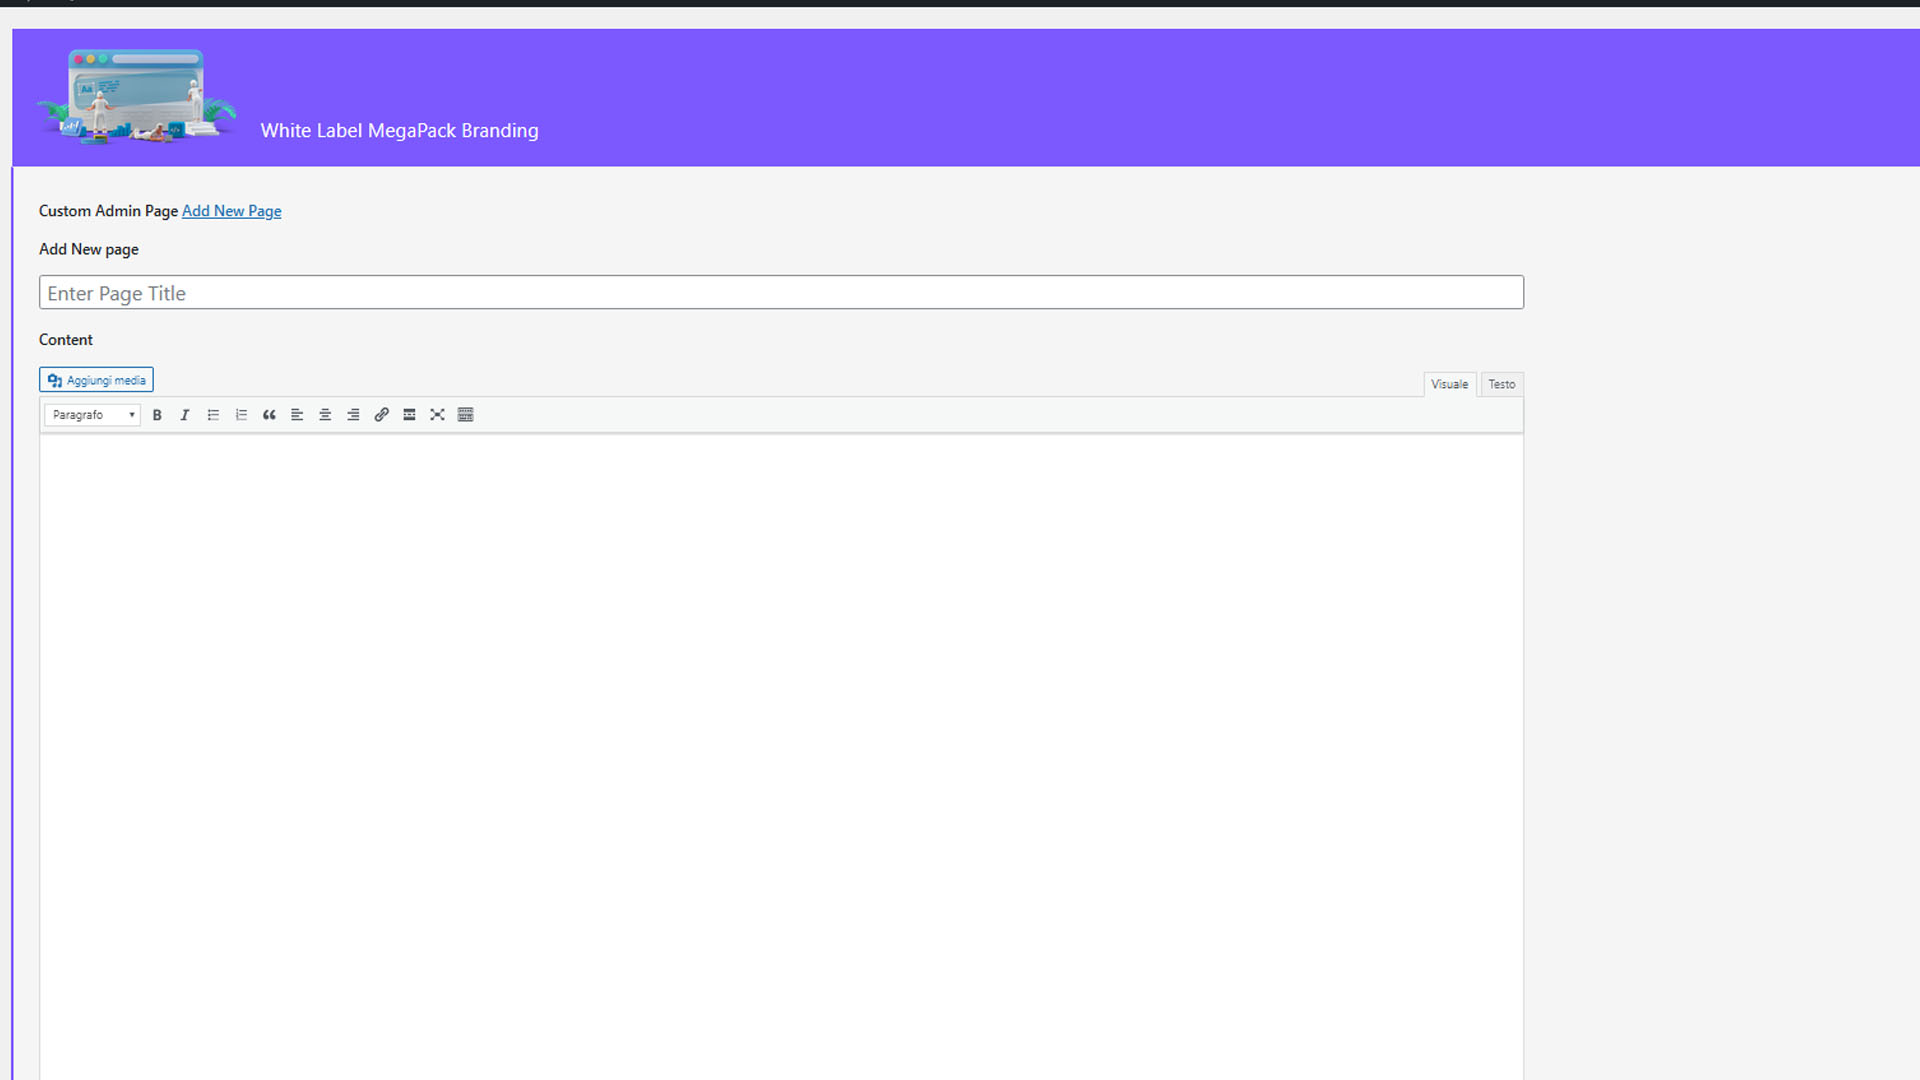 Aa
White Label MegaPack Branding
Custom Admin Page Add New Page
Add New page
Enter Page Title
Content
Aggiungi media
Visuale Testo
Paragrafo